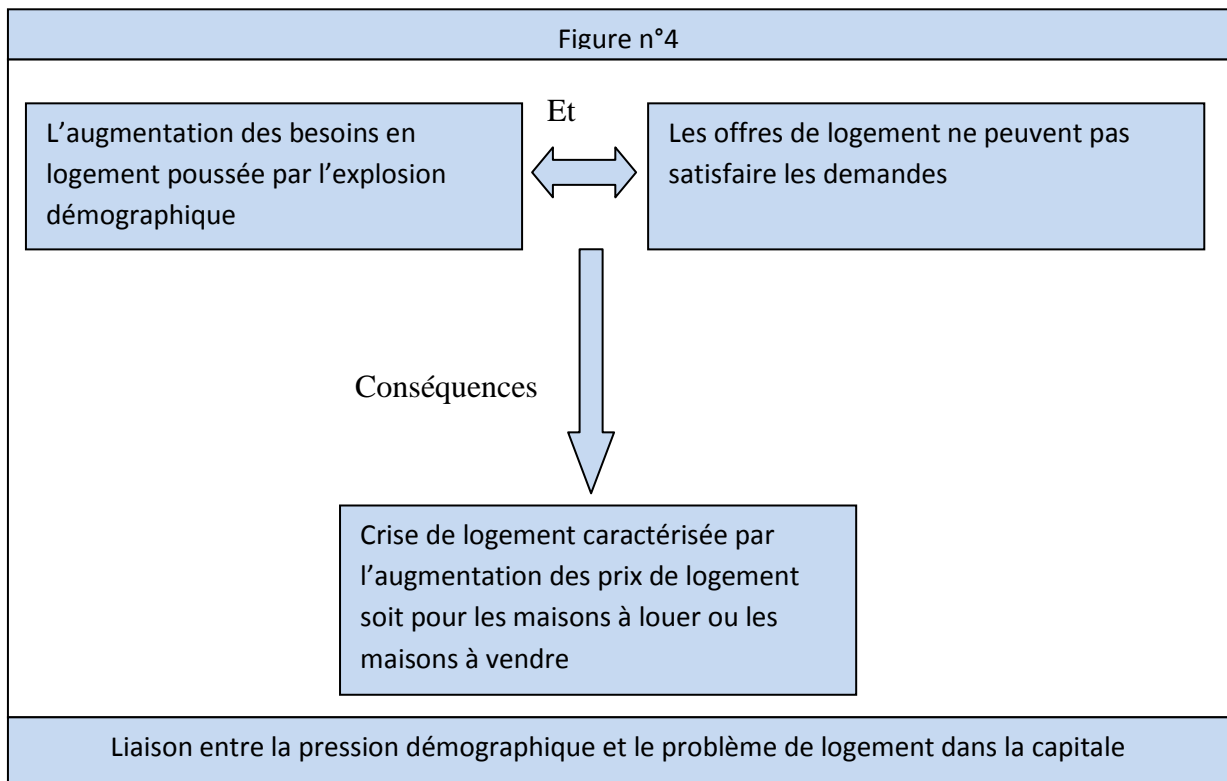 Figure n°4
L’augmentation des besoins en
logement poussée par l’explosion
démographique
Et
Les offres de logement ne peuvent pas
satisfaire les demandes
Conséquences
Crise de logement caractérisée par
l’augmentation des prix de logement
soit pour les maisons à louer ou les
maisons à vendre
Liaison entre la pression démographique et le problème de logement dans la capitale